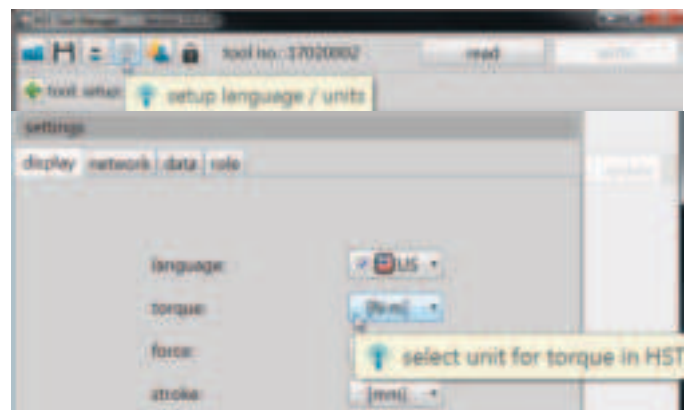 tool no.: 17020002 read
tool setup setup language / units
settings
display network data role
language: US
torque: [N·m]
force:
select unit for torque in HST
stroke: [mm]